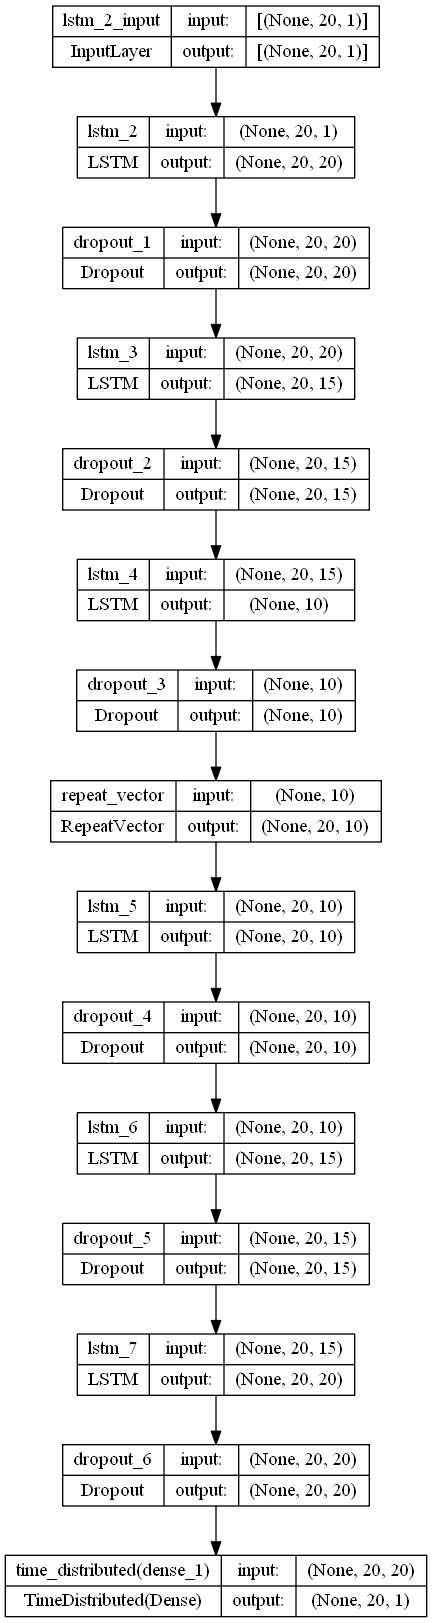 lstm_2_input input: [(None, 20, 1)]
InputLayer output: [(None, 20, 1)]
lstm_2 input: (None, 20, 1)
LSTM output: (None, 20, 20)
dropout_1 input: (None, 20, 20)
Dropout output: (None, 20, 20)
lstm_3 input: (None, 20, 20)
LSTM output: (None, 20, 15)
dropout_2 input: (None, 20, 15)
Dropout output: (None, 20, 15)
lstm_4 input: (None, 20, 15)
LSTM output: (None, 10)
dropout_3 input: (None, 10)
Dropout output: (None, 10)
repeat_vector input: (None, 10)
RepeatVector output: (None, 20, 10)
lstm_5 input: (None, 20, 10)
LSTM output: (None, 20, 10)
dropout_4 input: (None, 20, 10)
Dropout output: (None, 20, 10)
lstm_6 input: (None, 20, 10)
LSTM output: (None, 20, 15)
dropout_5 input: (None, 20, 15)
Dropout output: (None, 20, 15)
lstm_7 input: (None, 20, 15)
LSTM output: (None, 20, 20)
dropout_6 input: (None, 20, 20)
Dropout output: (None, 20, 20)
time_distributed(dense_1) input: (None, 20, 20)
TimeDistributed(Dense) output: (None, 20, 1)